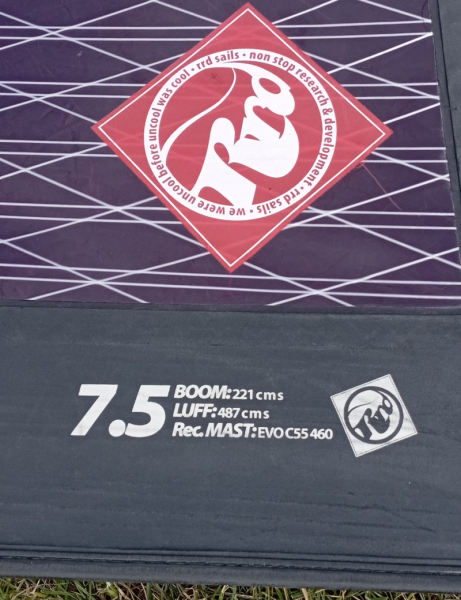 rrd sails • non stop research & development • rrd sails • we were uncool before uncool was cool •
RRD
7.5
BOOM: 221 cms
LUFF: 487 cms
Rec. MAST: EVO C55 460
RRD